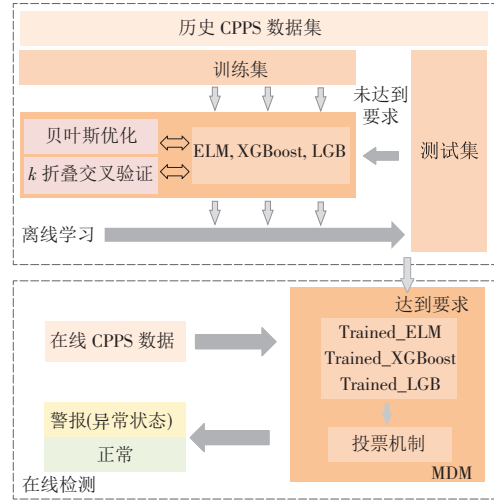 历史 CPPS 数据集
训练集
未达到
要求
贝叶斯优化
k 折叠交叉验证
ELM, XGBoost, LGB
测试集
离线学习
达到要求
在线 CPPS 数据
Trained_ELM
Trained_XGBoost
Trained_LGB
警报(异常状态)
正常
投票机制
MDM
在线检测